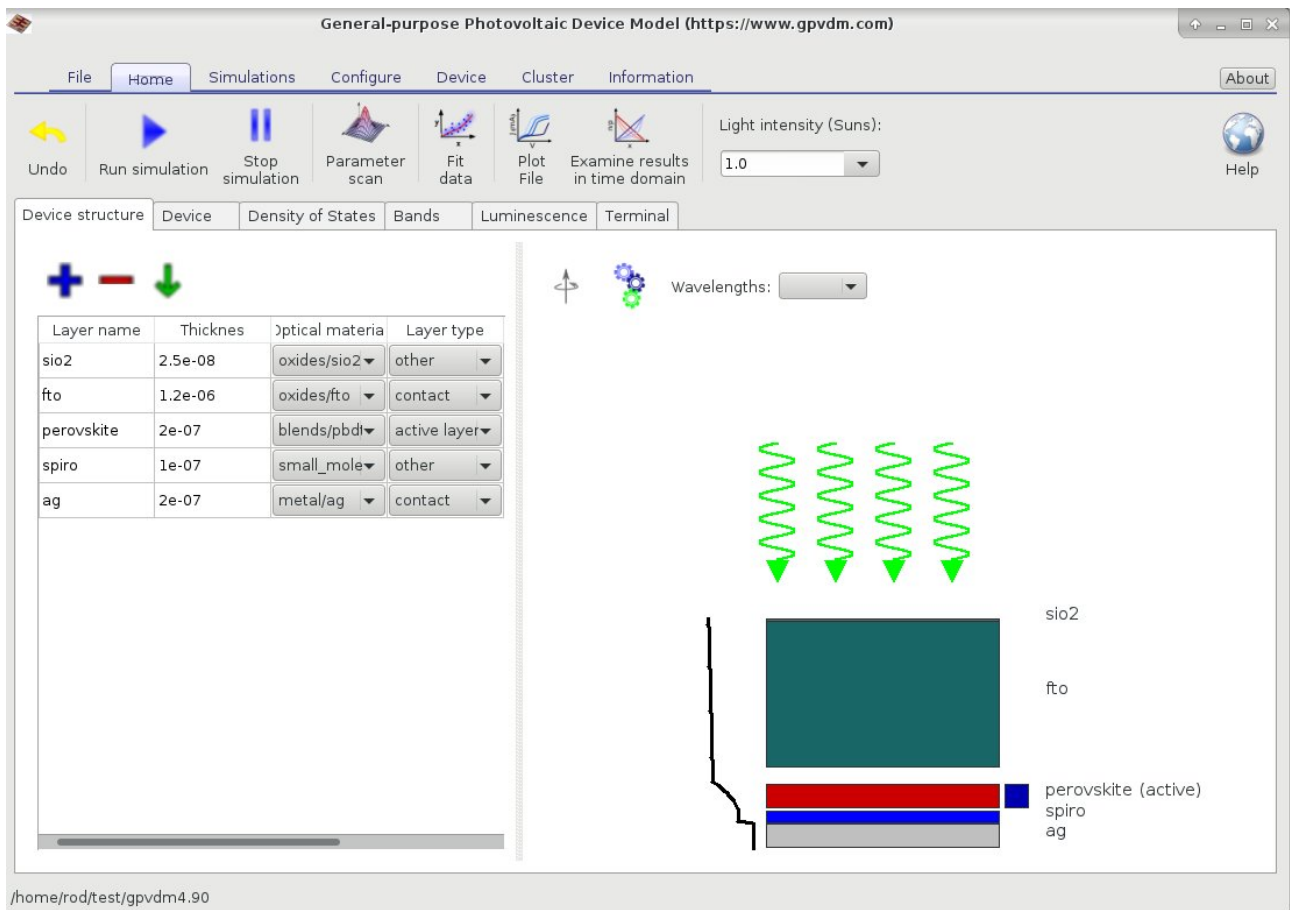 General-purpose Photovoltaic Device Model (https://www.gpvdm.com)
File Home Simulations Configure Device Cluster Information About
Undo Run simulation Stop simulation Parameter scan Fit data Plot File Examine results in time domain Light intensity (Suns): 1.0 Help
Device structure Device Density of States Bands Luminescence Terminal
Wavelengths:
Layer name Thicknes Optical materia Layer type
sio2 2.5e-08 oxides/sio2 other
fto 1.2e-06 oxides/fto contact
perovskite 2e-07 blends/pbdt active layer
spiro 1e-07 small_mole other
ag 2e-07 metal/ag contact
sio2
fto
perovskite (active)
spiro
ag
/home/rod/test/gpvdm4.90